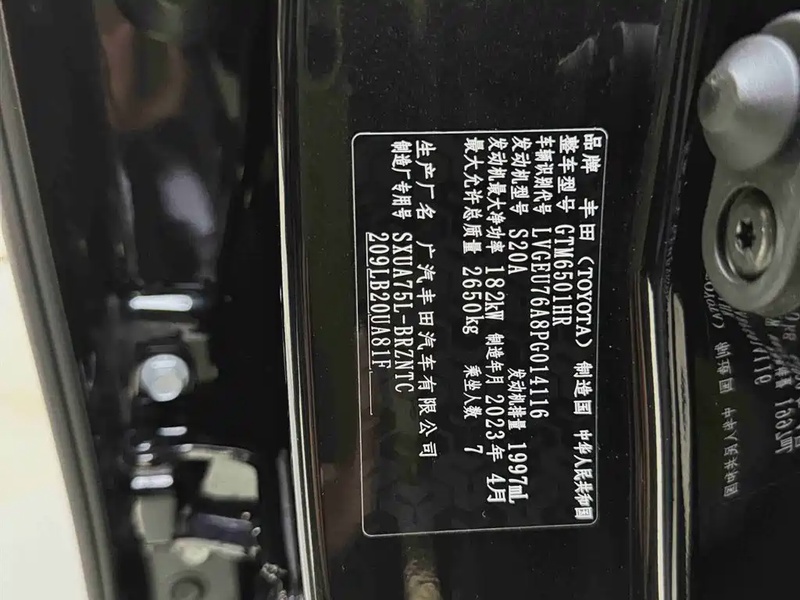 品牌 丰田（TOYOTA） 制造国 中华人民共和国
整车型号 GTM6501HR
车辆识别代号 LVGEU76A8PG014116
发动机型号 S20A 发动机排量 1997mL
发动机最大净功率 182kW 制造年月 2023年 4月
最大允许总质量 2650kg 乘坐人数 7
生产厂名 广汽丰田汽车有限公司
制造厂专用号 SXUA75L-BRZNTC
209LB20UA81F